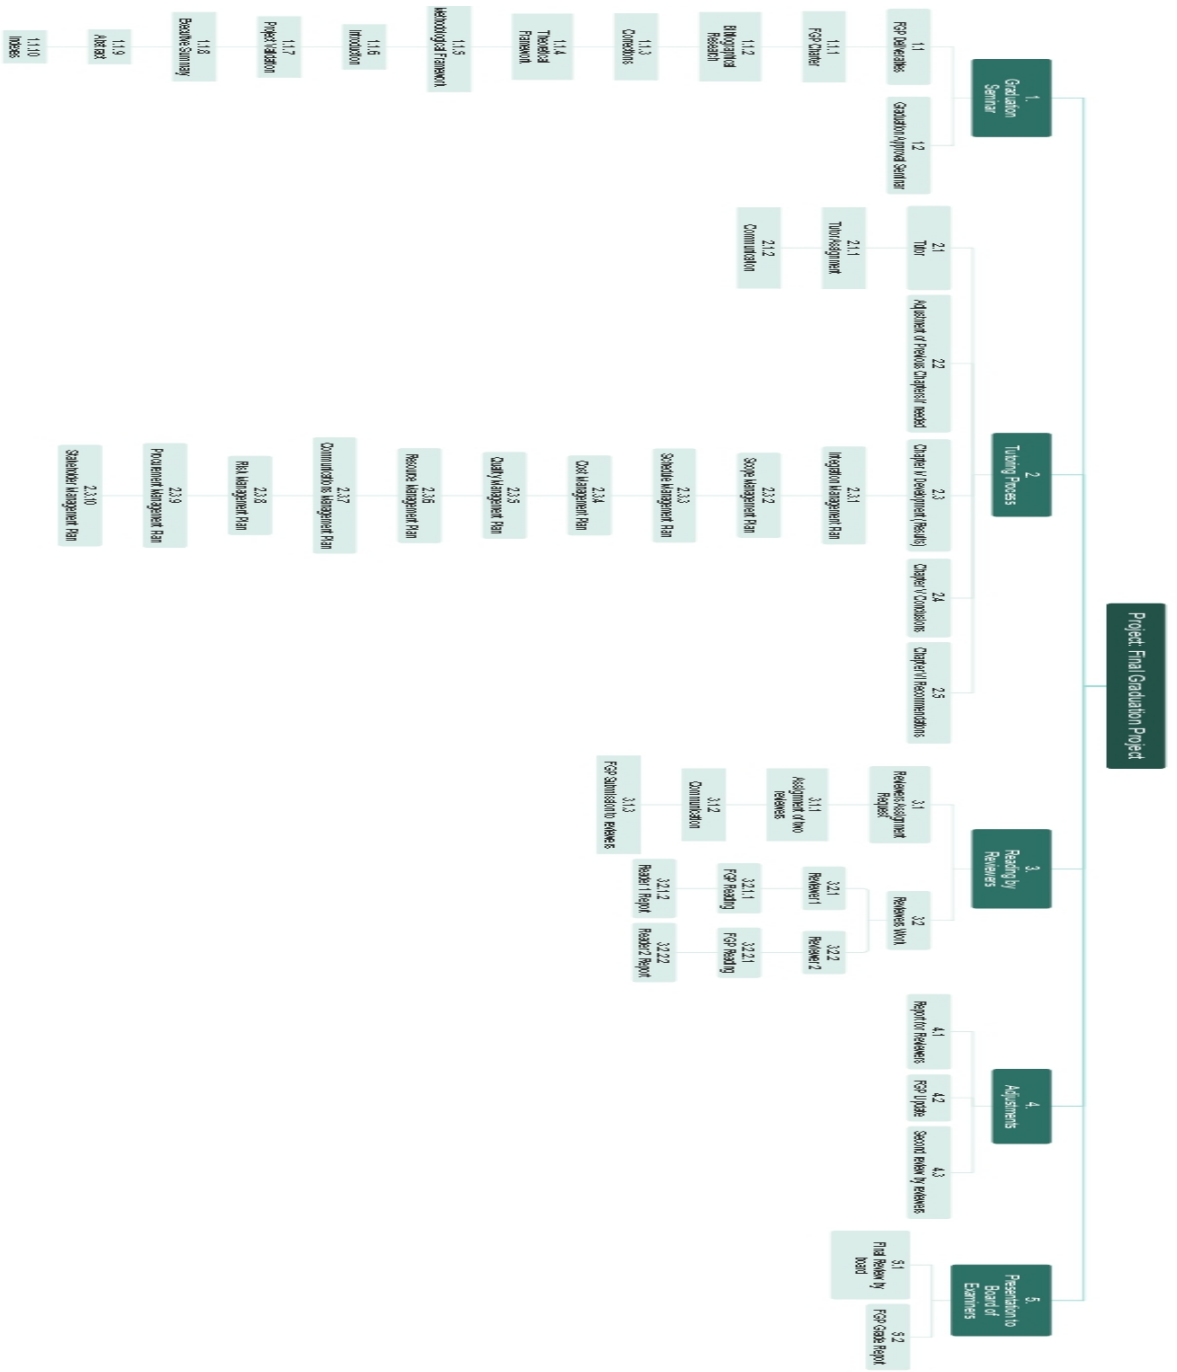 Project: Final Graduation Project
1.
Graduation
Seminar
1.1
FGP Deliverables
1.1.1
FGP Charter
1.1.2
Bibliographical
Research
1.1.3
Corrections
1.1.4
Theoretical
Framework
1.1.5
Methodological Framework
1.1.6
Introduction
1.1.7
Project Validation
1.1.8
Executive Summary
1.1.9
Abstract
1.1.10
Indexes
1.2
Graduation Approval Seminar
2
Tutoring Process
2.1
Tutor
2.1.1
Tutor Assignment
2.1.2
Communication
2.2
Adjustment of Previous Chapters if needed
2.3
Chapter IV Development (Results)
2.3.1
Integration Management Plan
2.3.2
Scope Management Plan
2.3.3
Schedule Management Plan
2.3.4
Cost Management Plan
2.3.5
Quality Management Plan
2.3.6
Resource Management Plan
2.3.7
Communications Management Plan
2.3.8
Risk Management Plan
2.3.9
Procurement Management Plan
2.3.10
Stakeholder Management Plan
2.4
Chapter V Conclusions
2.5
Chapter VI Recommendations
3.
Reading by
Reviewers
3.1
Reviewers Assignment
Request
3.1.1
Assignment of two
reviewers
3.1.2
Communication
3.1.3
FGP Submission to reviewers
3.2
Reviewers Work
3.2.1
Reviewer 1
3.2.1.1
FGP Reading
3.2.1.2
Reader 1 Report
3.2.2
Reviewer 2
3.2.2.1
FGP Reading
3.2.2.2
Reader 2 Report
4.
Adjustments
4.1
Report for Reviewers
4.2
FGP Update
4.3
Second review by reviewers
5.
Presentation to
Board of
Examiners
5.1
Final Review by
board
5.2
FGP Grade Report